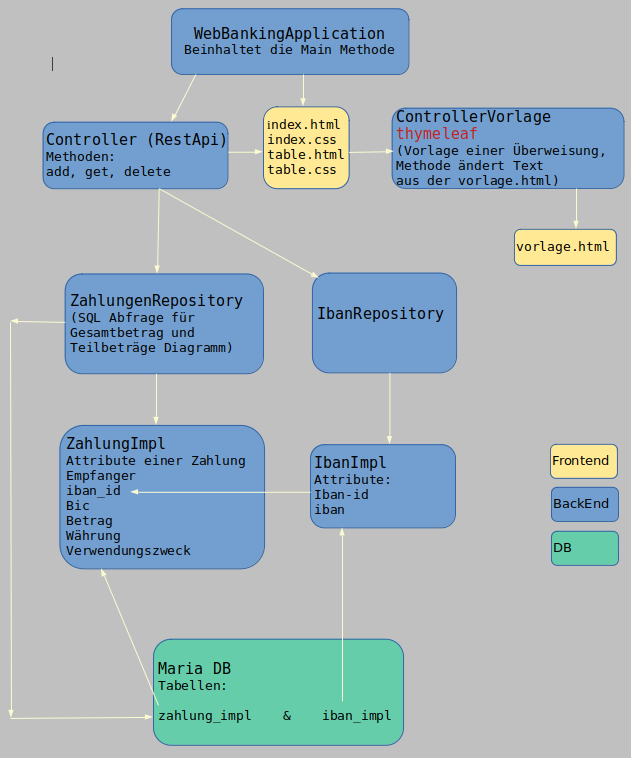 WebBankingApplication
Beinhaltet die Main Methode
Controller (RestApi)
Methoden:
add, get, delete
index.html
index.css
table.html
table.css
ControllerVorlage
thymeleaf
(Vorlage einer Überweisung,
Methode ändert Text
aus der vorlage.html)
vorlage.html
ZahlungenRepository
(SQL Abfrage für
Gesamtbetrag und
Teilbeträge Diagramm)
IbanRepository
ZahlungImpl
Attribute einer Zahlung
Empfanger
iban_id
Bic
Betrag
Währung
Verwendungszweck
IbanImpl
Attribute:
Iban-id
iban
Frontend
BackEnd
DB
Maria DB
Tabellen:
zahlung_impl & iban_impl